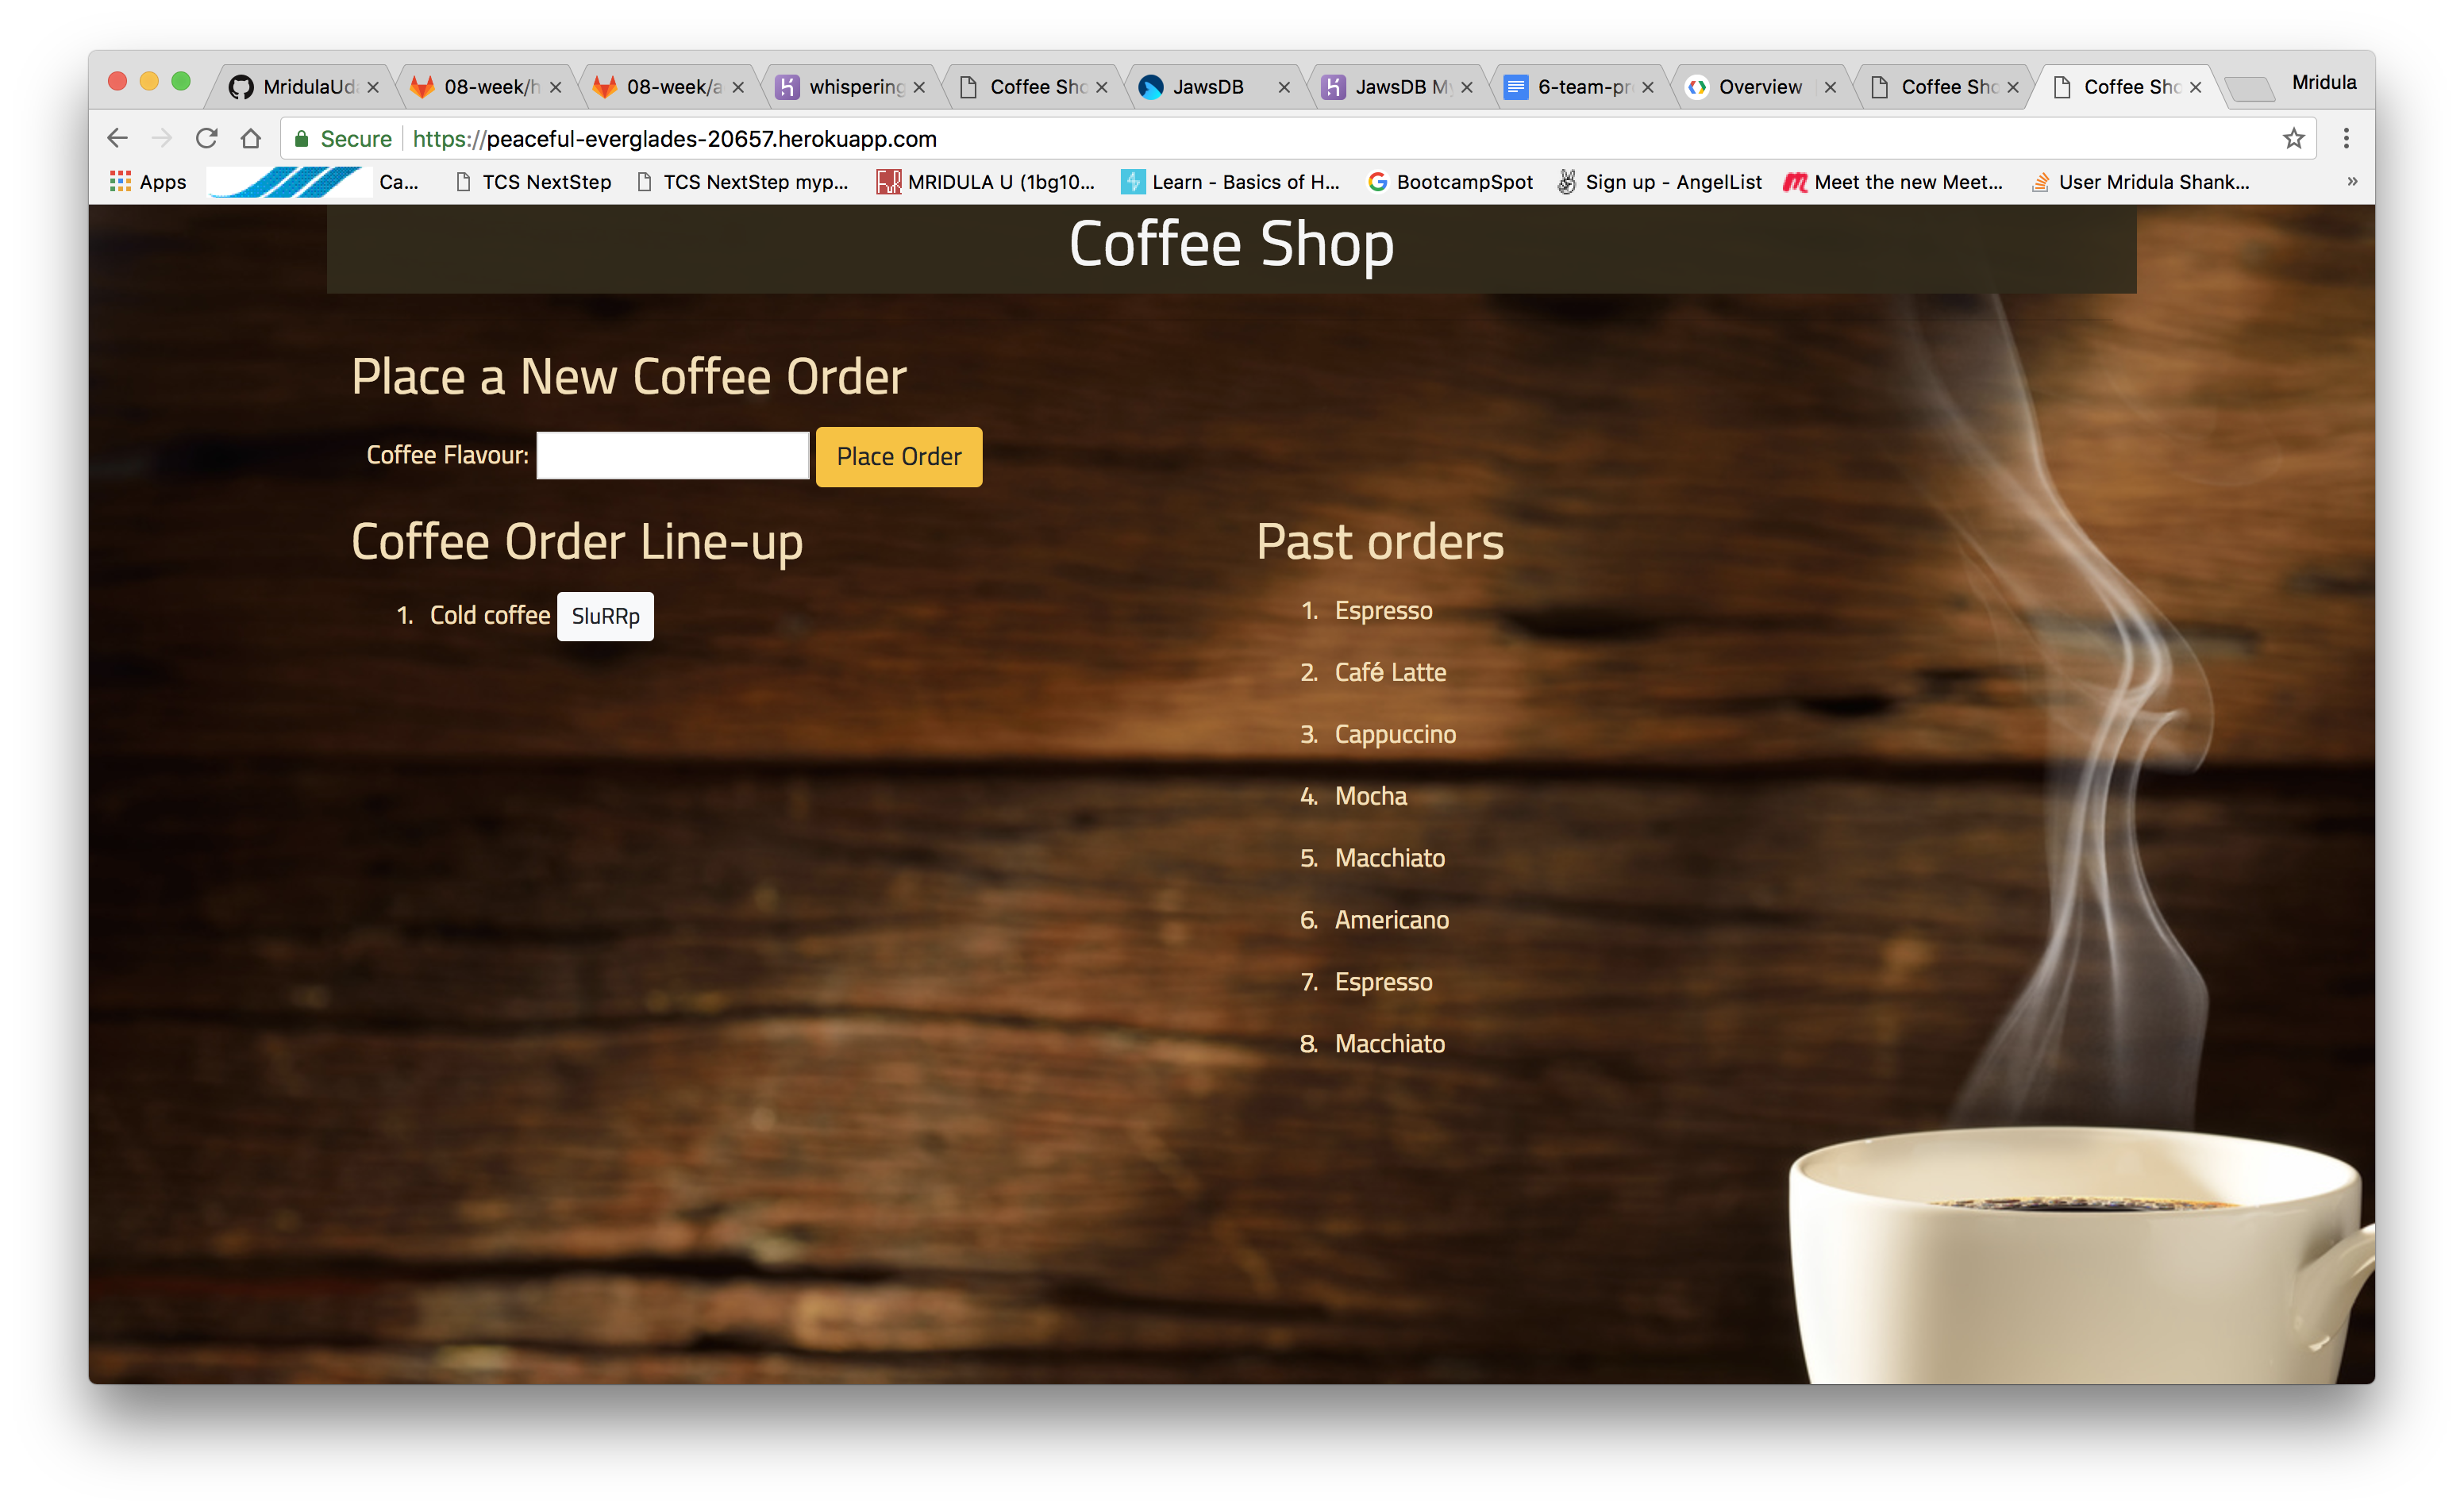 MridulaUd
08-week/h
08-week/a
whispering
Coffee Sho
JawsDB
JawsDB My
6-team-pr
Overview
Coffee Sho
Coffee Sho
Mridula
Secure https://peaceful-everglades-20657.herokuapp.com
Apps
Ca...
TCS NextStep
TCS NextStep myp...
MRIDULA U (1bg10...
Learn - Basics of H...
BootcampSpot
Sign up - AngelList
Meet the new Meet...
User Mridula Shank...
»
Coffee Shop
Place a New Coffee Order
Coffee Flavour:
Place Order
Coffee Order Line-up
1. Cold coffee SluRRp
Past orders
1. Espresso
2. Café Latte
3. Cappuccino
4. Mocha
5. Macchiato
6. Americano
7. Espresso
8. Macchiato